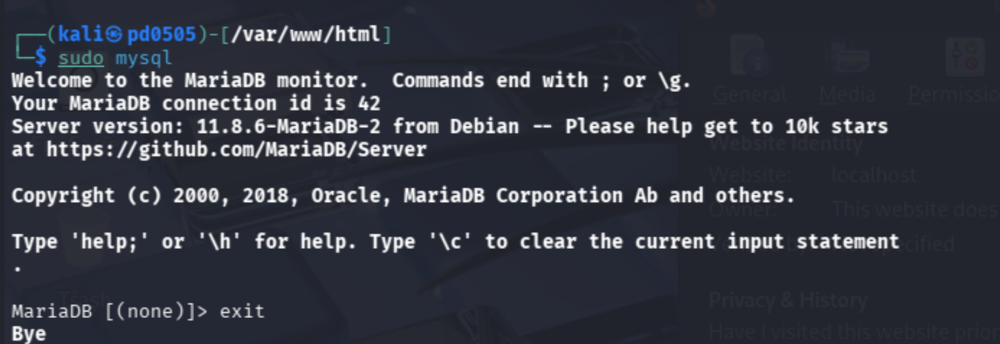 ┌──(kali㉿pd0505)-[/var/www/html]
└─$ sudo mysql
Welcome to the MariaDB monitor.  Commands end with ; or \g.
Your MariaDB connection id is 42
Server version: 11.8.6-MariaDB-2 from Debian -- Please help get to 10k stars
at https://github.com/MariaDB/Server
Copyright (c) 2000, 2018, Oracle, MariaDB Corporation Ab and others.
Type 'help;' or '\h' for help. Type '\c' to clear the current input statement
.
MariaDB [(none)]> exit
Bye
General Media
Website Identity
Website: localhost
Owner: This website does
Privacy & History
Have I visited this website prior
Trash